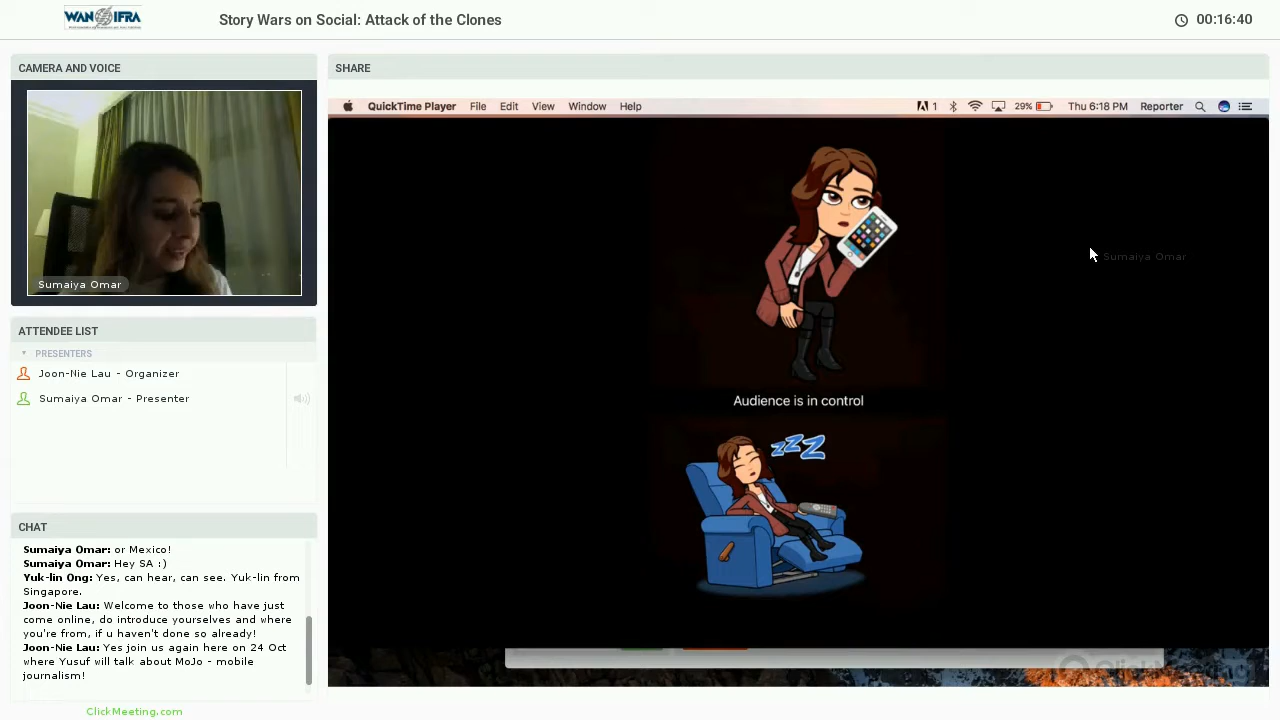 WAN IFRA
Story Wars on Social: Attack of the Clones
00:16:40
CAMERA AND VOICE
Sumaiya Omar
ATTENDEE LIST
PRESENTERS
Joon-Nie Lau - Organizer
Sumaiya Omar - Presenter
CHAT
Sumaiya Omar: or Mexico!
Sumaiya Omar: Hey SA :)
Yuk-lin Ong: Yes, can hear, can see. Yuk-lin from
Singapore.
Joon-Nie Lau: Welcome to those who have just
come online, do introduce yourselves and where
you're from, if u haven't done so already!
Joon-Nie Lau: Yes join us again here on 24 Oct
where Yusuf will talk about MoJo - mobile
journalism!
ClickMeeting.com
SHARE
QuickTime Player File Edit View Window Help
1 29% Thu 6:18 PM Reporter
Sumaiya Omar
Audience is in control
zzZ
ClickMeeting